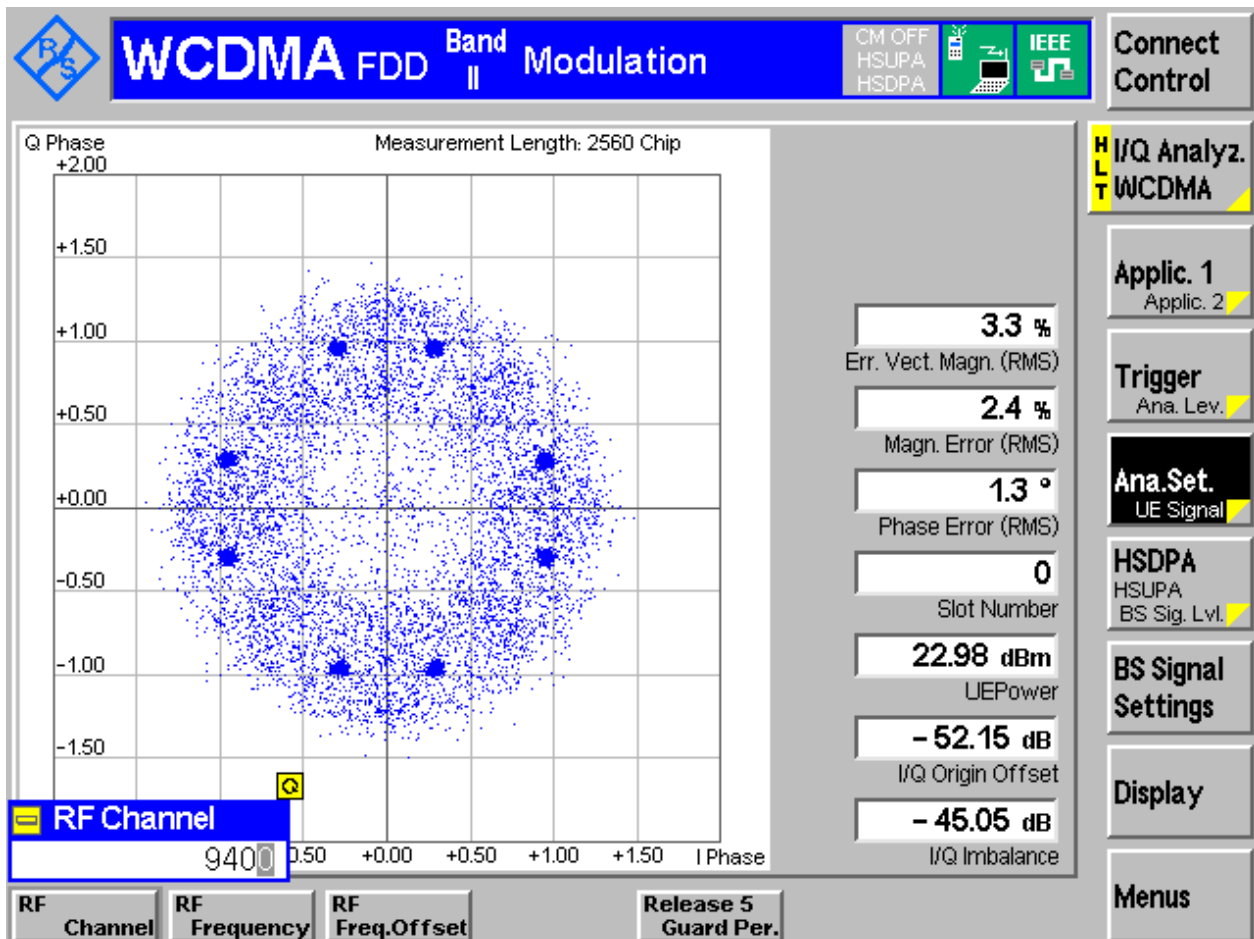 R/S
WCDMA FDD Band II Modulation
CM OFF
HSUPA
HSDPA
IEEE
Connect
Control
Q Phase
Measurement Length: 2560 Chip
+2.00
+1.50
+1.00
+0.50
+0.00
-0.50
-1.00
-1.50
Q
RF Channel
9400
0.50 +0.00 +0.50 +1.00 +1.50 I Phase
3.3 %
Err. Vect. Magn. (RMS)
2.4 %
Magn. Error (RMS)
1.3 °
Phase Error (RMS)
0
Slot Number
22.98 dBm
UEPower
-52.15 dB
I/Q Origin Offset
-45.05 dB
I/Q Imbalance
HLT
I/Q Analyz.
WCDMA
Applic. 1
Applic. 2
Trigger
Ana. Lev.
Ana.Set.
UE Signal
HSDPA
HSUPA
BS Sig. Lvl.
BS Signal
Settings
Display
Menus
RF
Channel
RF
Frequency
RF
Freq.Offset
Release 5
Guard Per.